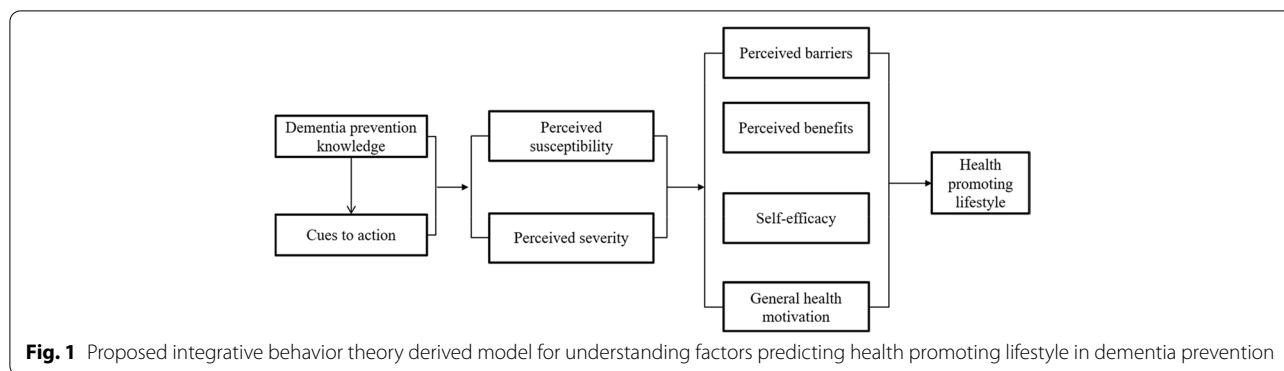 Dementia prevention
knowledge
Cues to action
Perceived
susceptibility
Perceived severity
Perceived barriers
Perceived benefits
Self-efficacy
General health
motivation
Health
promoting
lifestyle
Fig. 1 Proposed integrative behavior theory derived model for understanding factors predicting health promoting lifestyle in dementia prevention